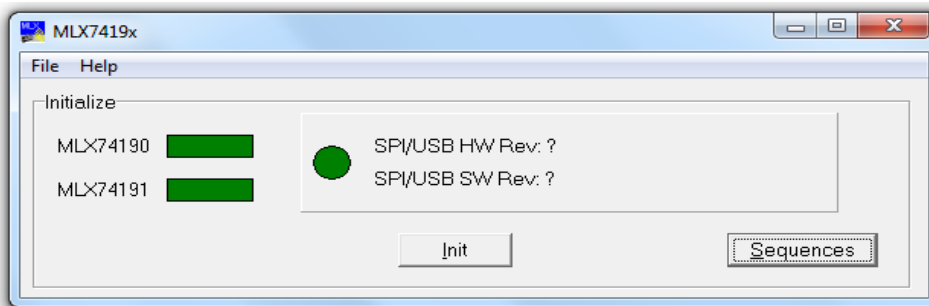 MLX7419x
File Help
Initialize
MLX74190
SPI/USB HW Rev: ?
MLX74191
SPI/USB SW Rev: ?
Init
Sequences